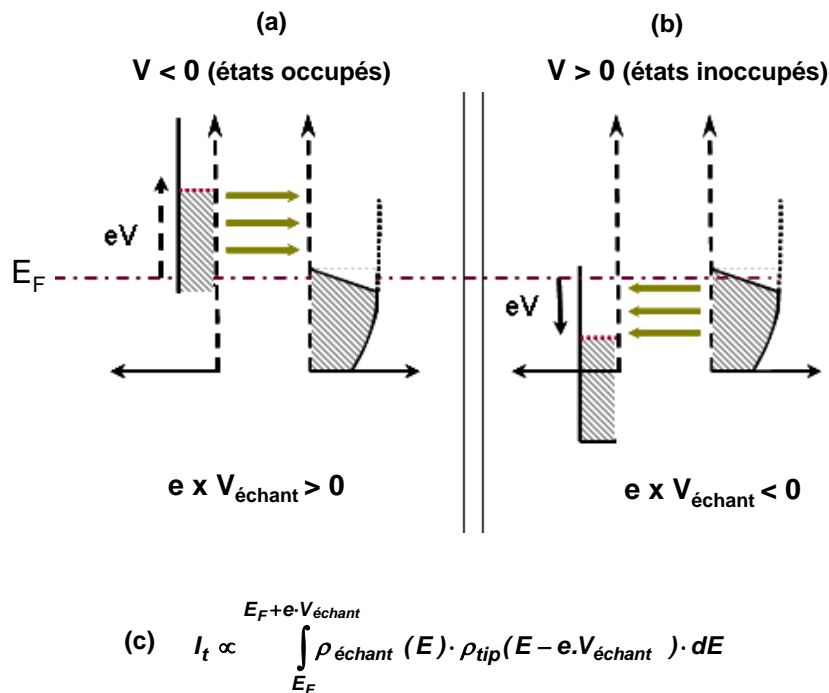 (a)
V < 0 (états occupés)
eV
E_F
e x V_échant > 0
(b)
V > 0 (états inoccupés)
eV
e x V_échant < 0
(c) I_t ∝ ∫_{E_F}^{E_F+e·V_échant} ρ_échant (E) · ρ_tip(E – e.V_échant ) · dE